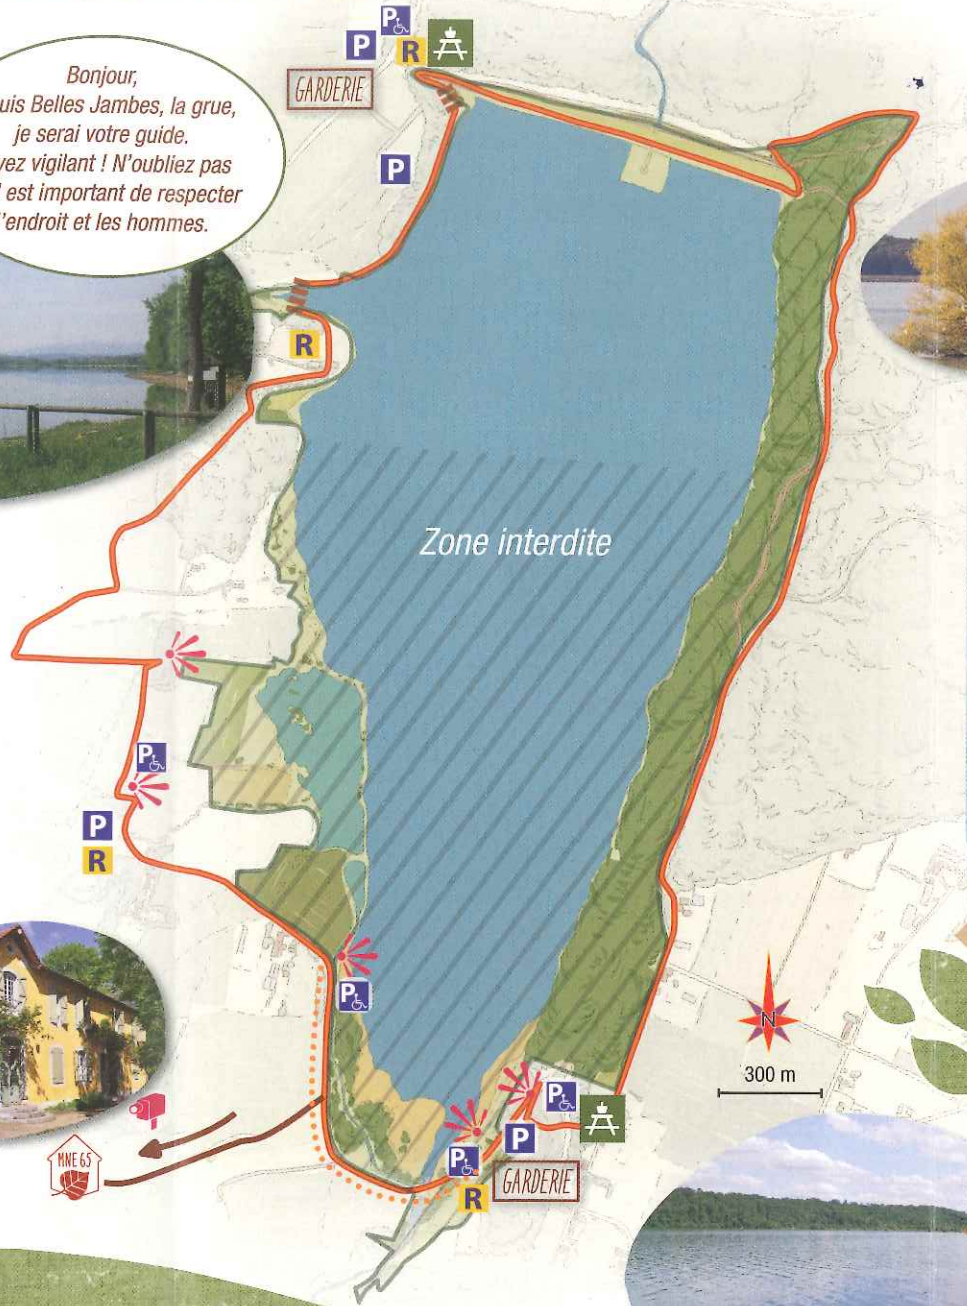 Bonjour,
uis Belles Jambes, la grue,
je serai votre guide.
yez vigilant ! N'oubliez pas
l est important de respecter
l'endroit et les hommes.
P
P
R
GARDERIE
P
R
Zone interdite
P
P
R
P
N
300 m
P
P
P
R
GARDERIE
MNE 65